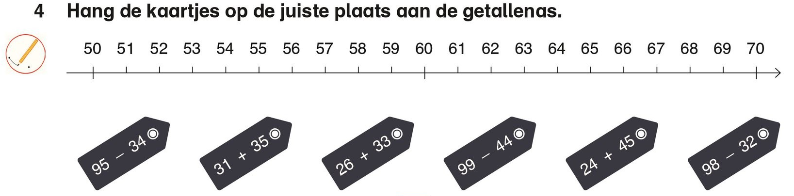 4 Hang de kaartjes op de juiste plaats aan de getallenas.
50 51 52 53 54 55 56 57 58 59 60 61 62 63 64 65 66 67 68 69 70
95 – 34
31 + 35
26 + 33
99 – 44
24 + 45
98 – 32